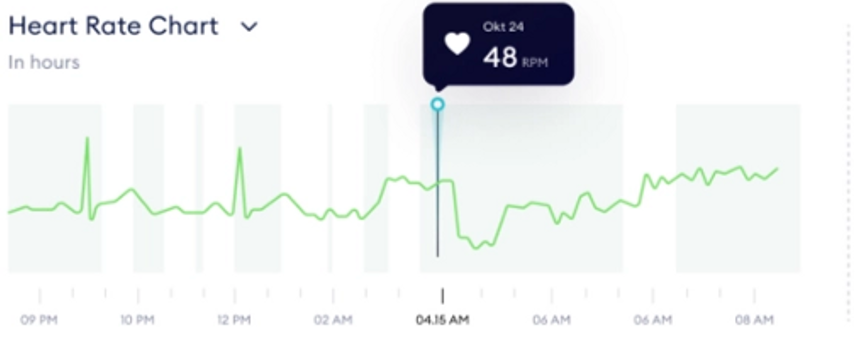 Heart Rate Chart
In hours
Okt 24
48 RPM
09 PM
10 PM
12 PM
02 AM
04.15 AM
06 AM
06 AM
08 AM